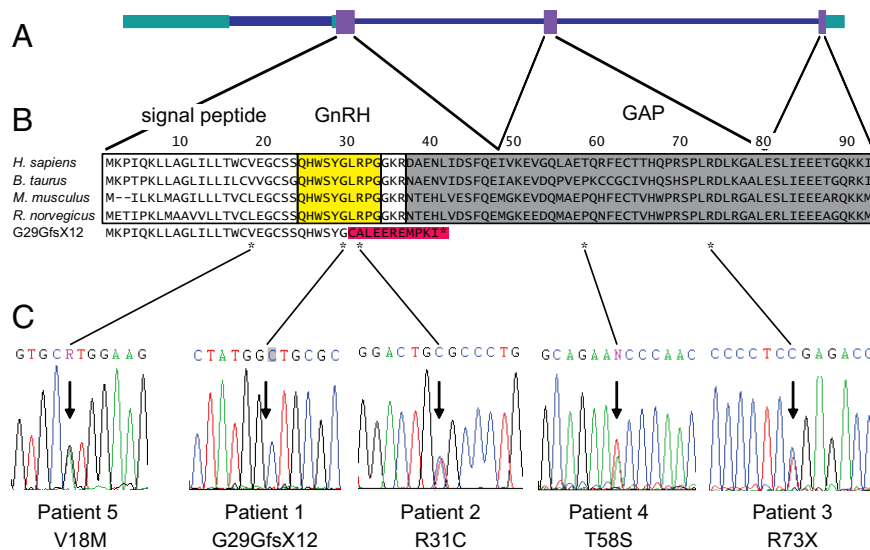 A
B
signal peptide GnRH GAP
10 20 30 40 50 60 70 80 90
H. sapiens MKPIQKLLAGLILLTWCVEGCSSQHWSYGLRPGGKRDAENLIDSFQEIVKEVGQLAETQRFECTTHQPRSPLRDLKGALESLIEEETGQKKI
B. taurus MKPTPKLLAGLILLILCVVGCSSQHWSYGLRPGGKRNAENVIDSFQEIAKEVDQPVEPKCCGCIVHQSHSPLRDLKAALESLIEEETGQKKI
M. musculus M--ILKLMAGILLLTVCLEGCSSQHWSYGLRPGGKRNTEHLVESFQEMGKEVDQMAEPQHFECTVHWPRSPLRDLRGALESLIEEEARQKKM
R. norvegicus METIPKLMAAVVLLTVCLEGCSSQHWSYGLRPGGKRNTEHLVDSFQEMGKEEDQMAEPQNFECTVHWPRSPLRDLRGALERLIEEEAGQKKM
G29GfsX12 MKPIQKLLAGLILLTWCVEGCSSQHWSYGCALEEREMPKI*
* * * * *
C
GTGCRTGGAAG CTATGGCTGCGC GGACTGCGCCCTG GCAGAANCCCAAC CCCCTCCGAGACC
Patient 5 Patient 1 Patient 2 Patient 4 Patient 3
V18M G29GfsX12 R31C T58S R73X